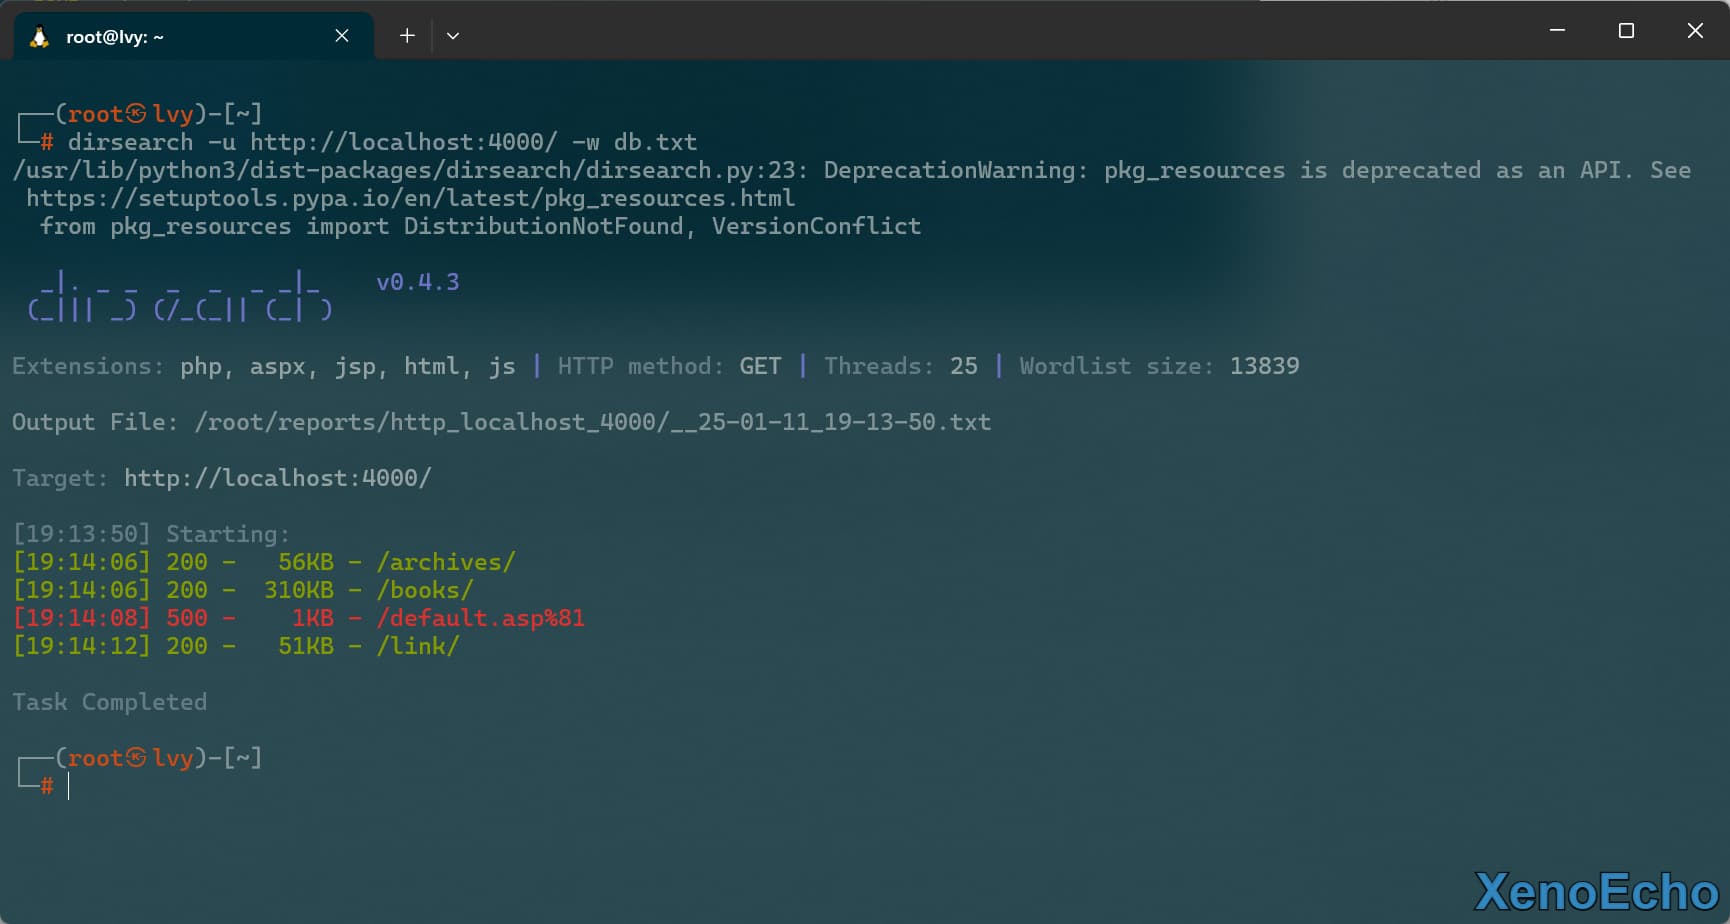 root@lvy: ~
┌──(root㉿lvy)-[~]
└─# dirsearch -u http://localhost:4000/ -w db.txt
/usr/lib/python3/dist-packages/dirsearch/dirsearch.py:23: DeprecationWarning: pkg_resources is deprecated as an API. See
 https://setuptools.pypa.io/en/latest/pkg_resources.html
  from pkg_resources import DistributionNotFound, VersionConflict
  _|. _ _  _  _  _ _|_    v0.4.3
 (_||| _) (/_(_|| (_| )
Extensions: php, aspx, jsp, html, js | HTTP method: GET | Threads: 25 | Wordlist size: 13839
Output File: /root/reports/http_localhost_4000/__25-01-11_19-13-50.txt
Target: http://localhost:4000/
[19:13:50] Starting:
[19:14:06] 200 -   56KB - /archives/
[19:14:06] 200 -  310KB - /books/
[19:14:08] 500 -    1KB - /default.asp%81
[19:14:12] 200 -   51KB - /link/
Task Completed
┌──(root㉿lvy)-[~]
└─#
XenoEcho